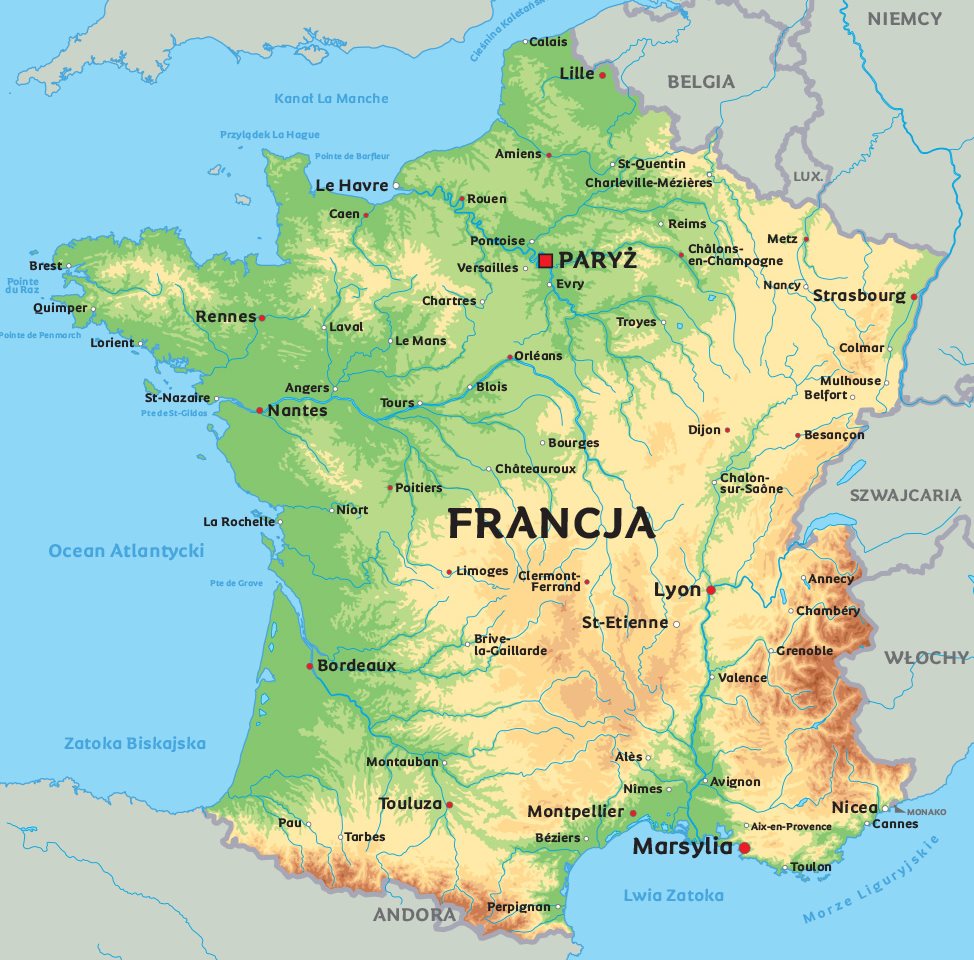 Cieśnina Kaletańska
NIEMCY
Calais
Lille
BELGIA
Kanał La Manche
Przylądek La Hague
Pointe de Barfleur
Amiens
St-Quentin
Charleville-Mézières
LUX.
Le Havre
Rouen
Caen
Reims
Metz
Pontoise
PARYŻ
Châlons-
en-Champagne
Versailles
Brest
Evry
Nancy
Pointe
du Raz
Strasbourg
Chartres
Quimper
Rennes
Laval
Troyes
Pointe de Penmarch
Lorient
Le Mans
Colmar
Orléans
Mulhouse
Belfort
Angers
Blois
St-Nazaire
Tours
Pte de St-Gildas
Nantes
Dijon
Besançon
Bourges
Châteauroux
Chalon-
sur-Saône
Poitiers
SZWAJCARIA
Niort
La Rochelle
FRANCJA
Ocean Atlantycki
Pte de Grave
Limoges
Clermont-
Ferrand
Lyon
Annecy
Chambéry
St-Etienne
Brive-
la-Gaillarde
Grenoble
WŁOCHY
Bordeaux
Valence
Zatoka Biskajska
Montauban
Alès
Nîmes
Avignon
Touluza
Montpellier
Nicea
MONAKO
Pau
Tarbes
Béziers
Aix-en-Provence
Cannes
Marsylia
Toulon
Lwia Zatoka
Morze Liguryjskie
ANDORA
Perpignan